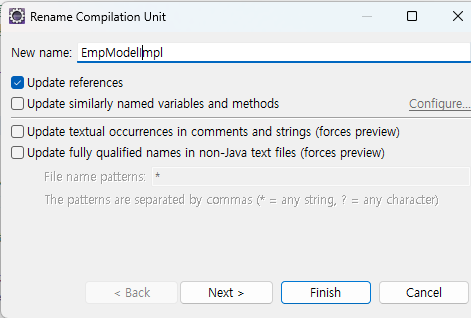 Rename Compilation Unit
New name: EmpModelImpl
Update references
Update similarly named variables and methods Configure...
Update textual occurrences in comments and strings (forces preview)
Update fully qualified names in non-Java text files (forces preview)
File name patterns: *
The patterns are separated by commas (* = any string, ? = any character)
< Back Next > Finish Cancel